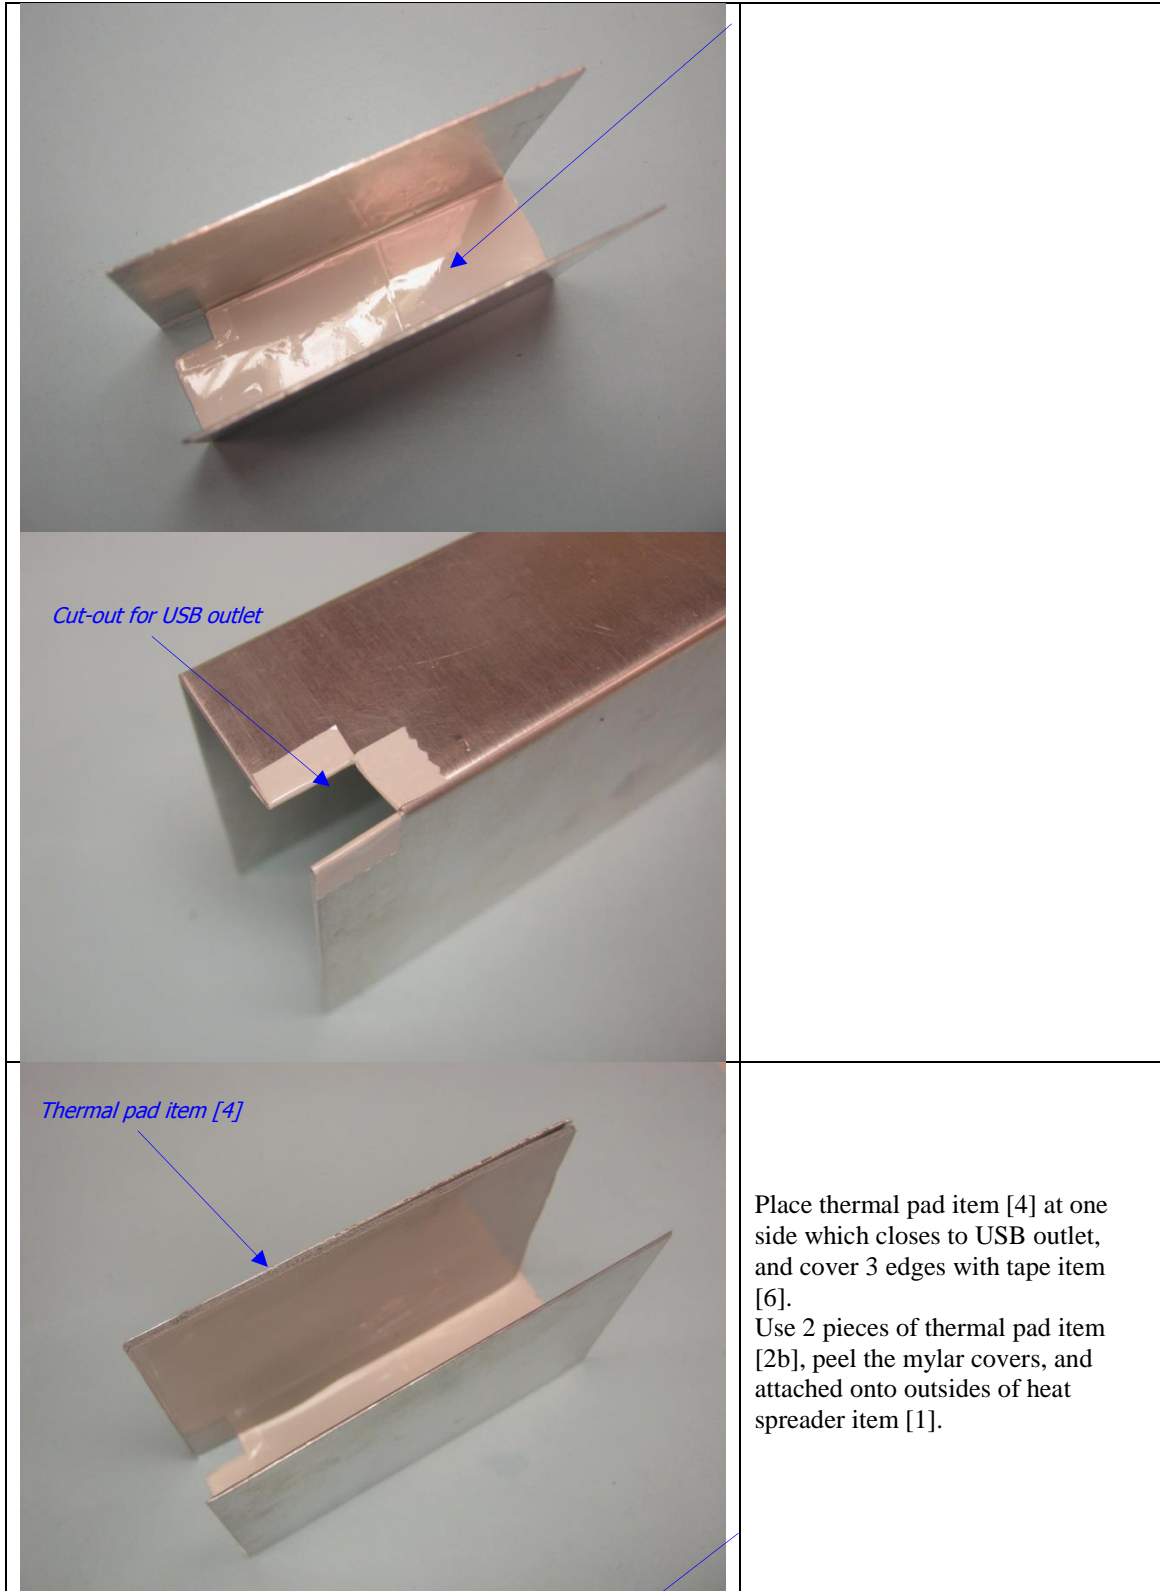 Cut-out for USB outlet
Thermal pad item [4]
Place thermal pad item [4] at one
side which closes to USB outlet,
and cover 3 edges with tape item
[6].
Use 2 pieces of thermal pad item
[2b], peel the mylar covers, and
attached onto outsides of heat
spreader item [1].